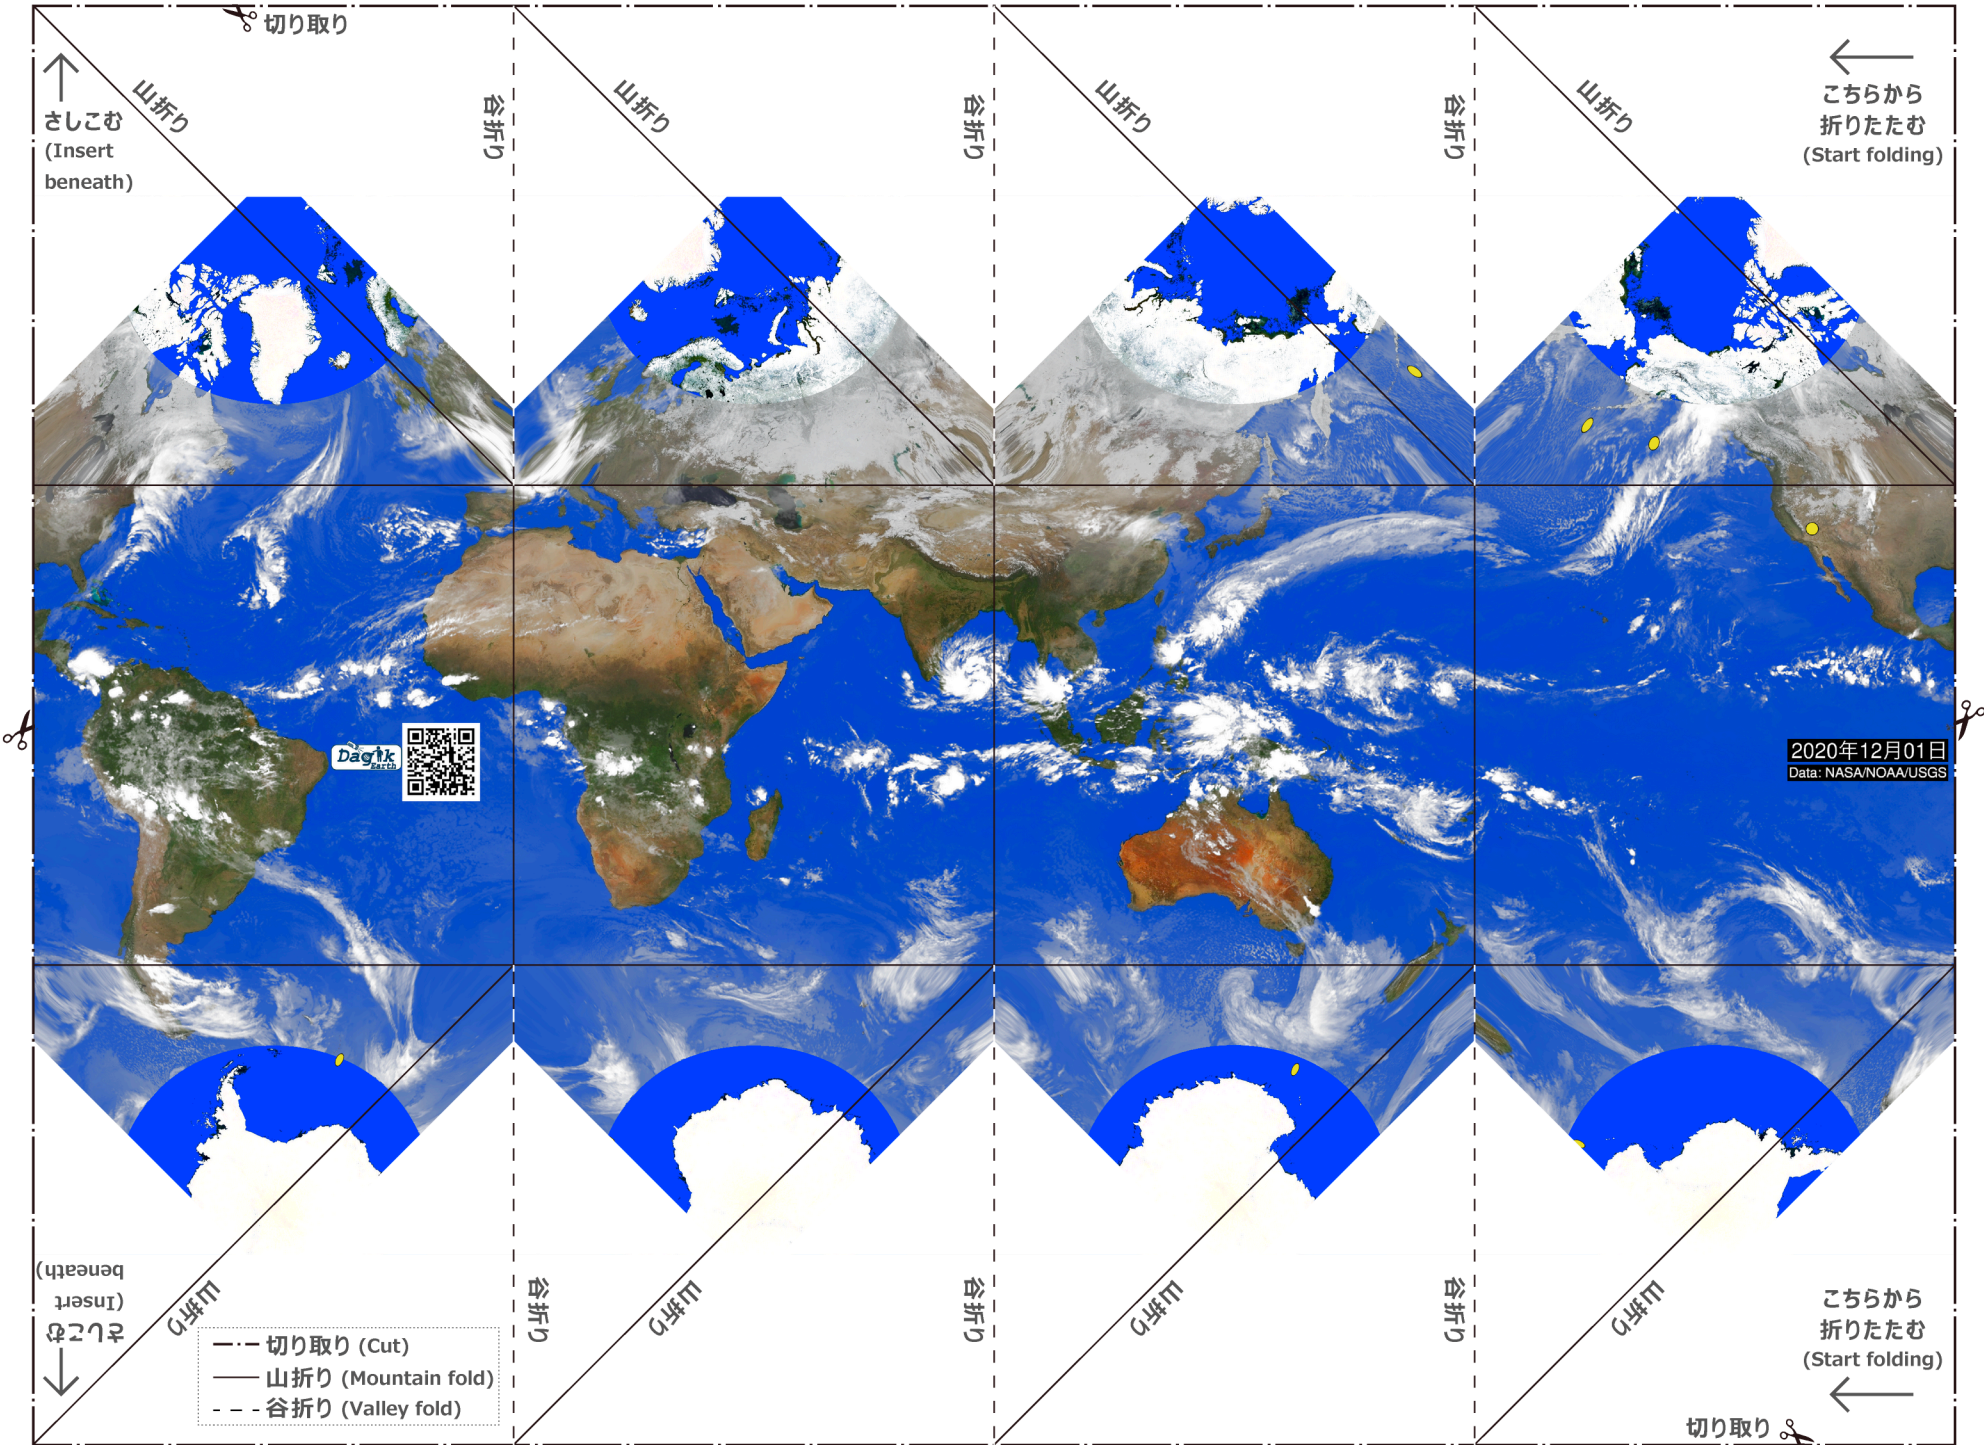 切り取り
さしこむ
(Insert
beneath)
山折り
谷折り
山折り
谷折り
山折り
谷折り
山折り
こちらから
折りたたむ
(Start folding)
Dagik
Earth
2020年12月01日
Data: NASA/NOAA/USGS
さしこむ
(Insert
beneath)
山折り
谷折り
山折り
谷折り
山折り
谷折り
山折り
こちらから
折りたたむ
(Start folding)
切り取り (Cut)
山折り (Mountain fold)
谷折り (Valley fold)
切り取り